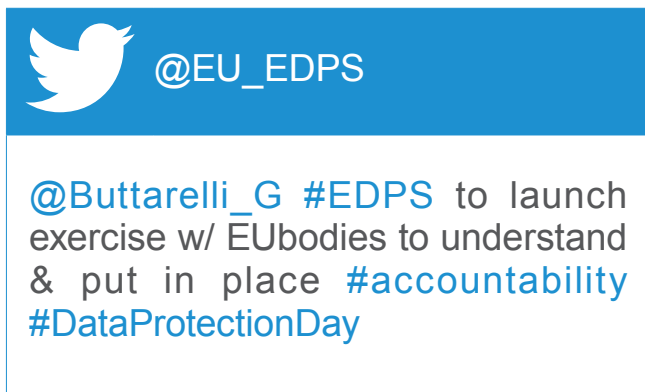 @EU_EDPS
@Buttarelli_G #EDPS to launch
exercise w/ EUbodies to understand
& put in place #accountability
#DataProtectionDay